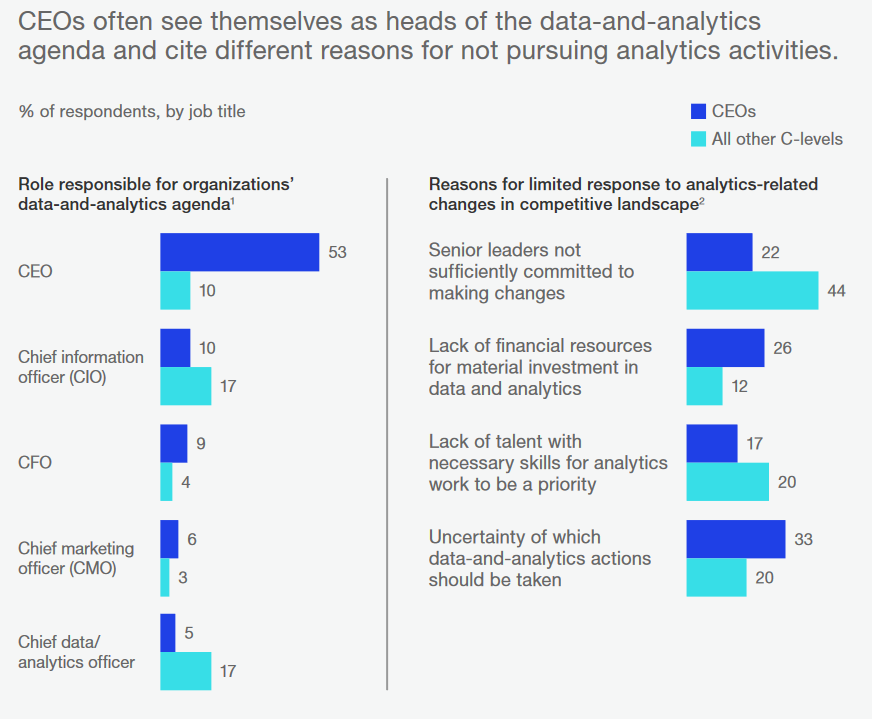 CEOs often see themselves as heads of the data-and-analytics
agenda and cite different reasons for not pursuing analytics activities.
% of respondents, by job title
CEOs
All other C-levels
Role responsible for organizations’
data-and-analytics agenda¹
CEO
53
10
Chief information
officer (CIO)
10
17
CFO
9
4
Chief marketing
officer (CMO)
6
3
Chief data/
analytics officer
5
17
Reasons for limited response to analytics-related
changes in competitive landscape²
Senior leaders not
sufficiently committed to
making changes
22
44
Lack of financial resources
for material investment in
data and analytics
26
12
Lack of talent with
necessary skills for analytics
work to be a priority
17
20
Uncertainty of which
data-and-analytics actions
should be taken
33
20